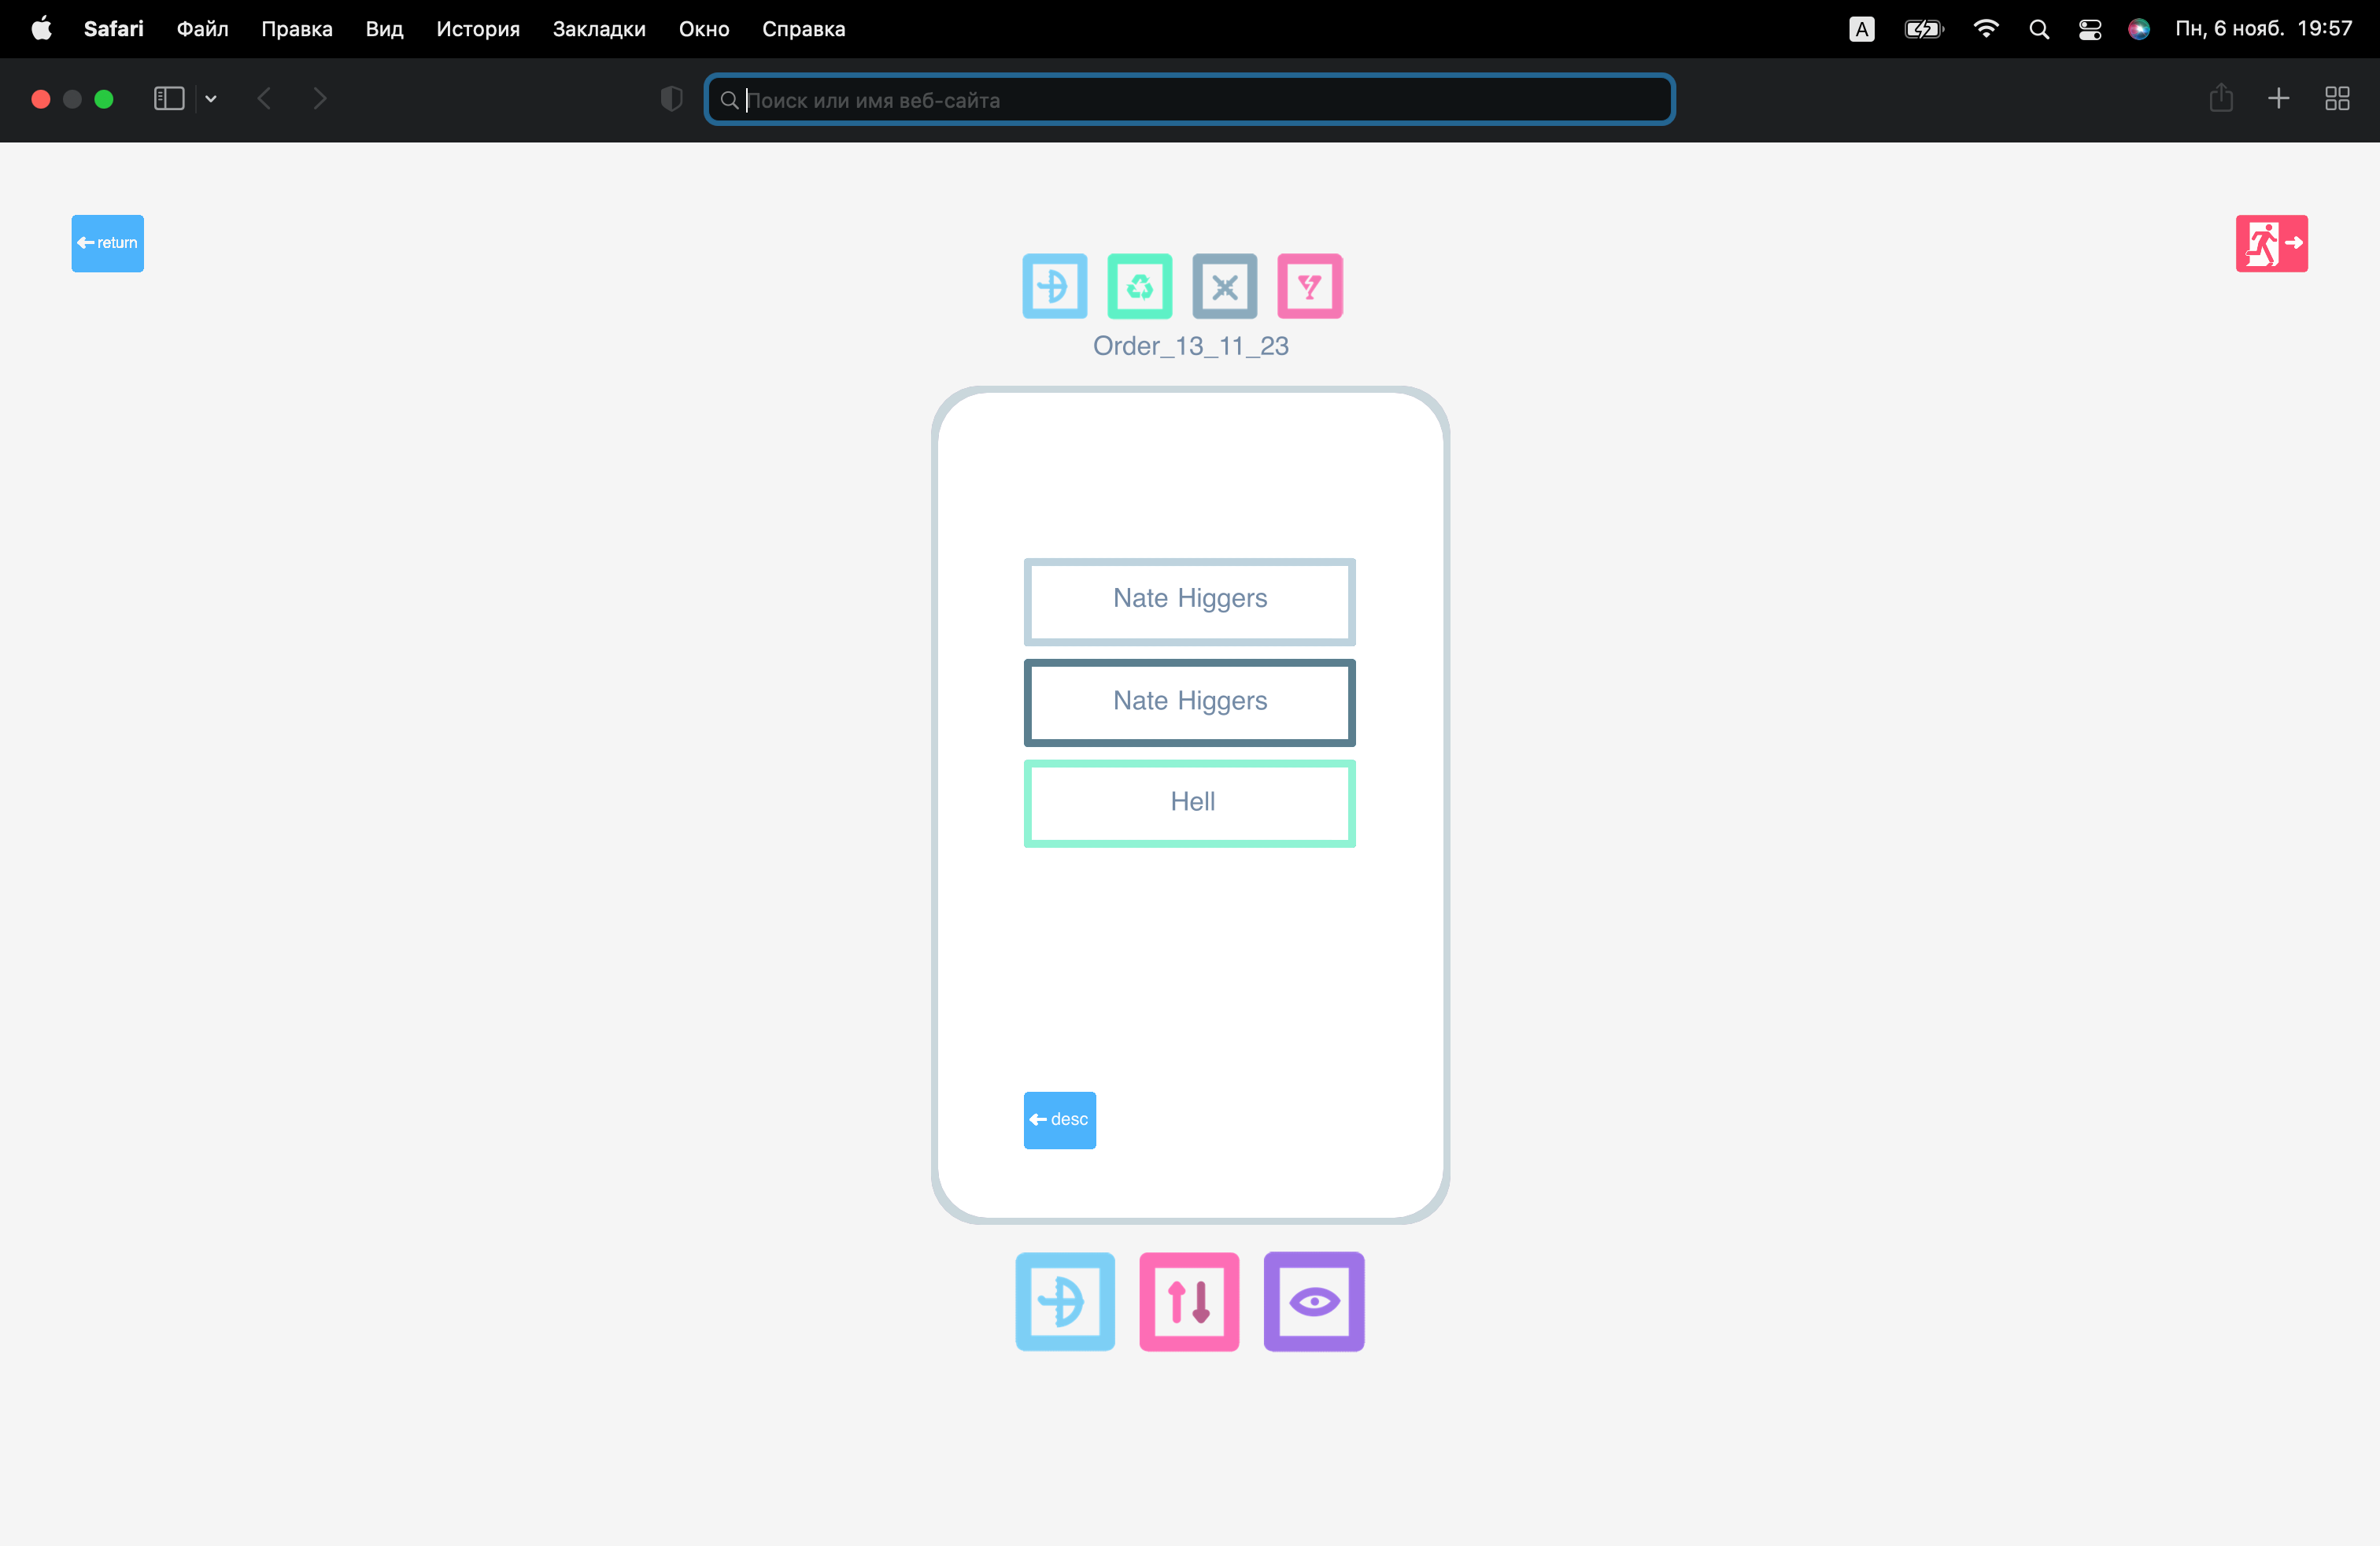 Safari Файл Правка Вид История Закладки Окно Справка A Пн, 6 нояб. 19:57
Поиск или имя веб-сайта
return
Order_13_11_23
Nate Higgers
Nate Higgers
Hell
desc